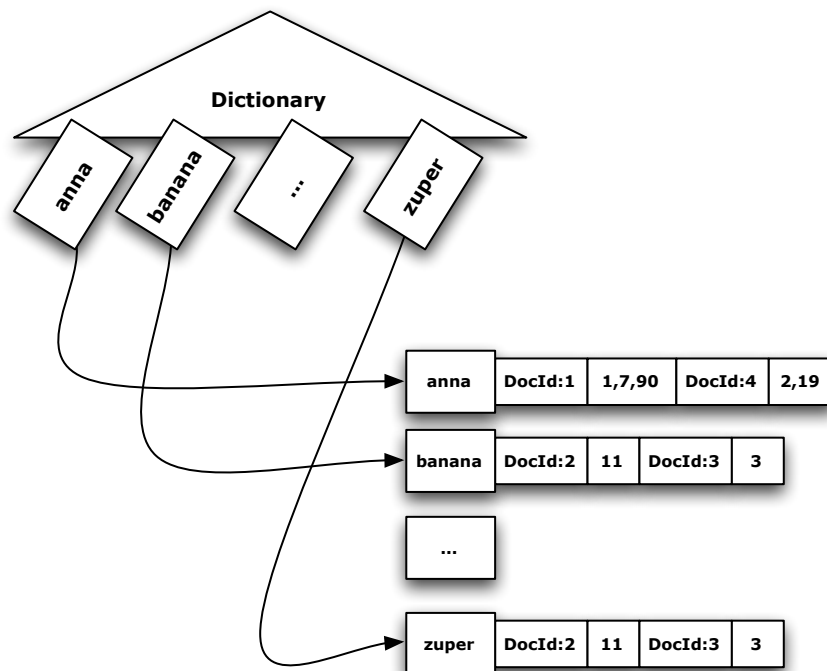 Dictionary
anna
banana
...
zuper
anna DocId:1 1,7,90 DocId:4 2,19
banana DocId:2 11 DocId:3 3
...
zuper DocId:2 11 DocId:3 3